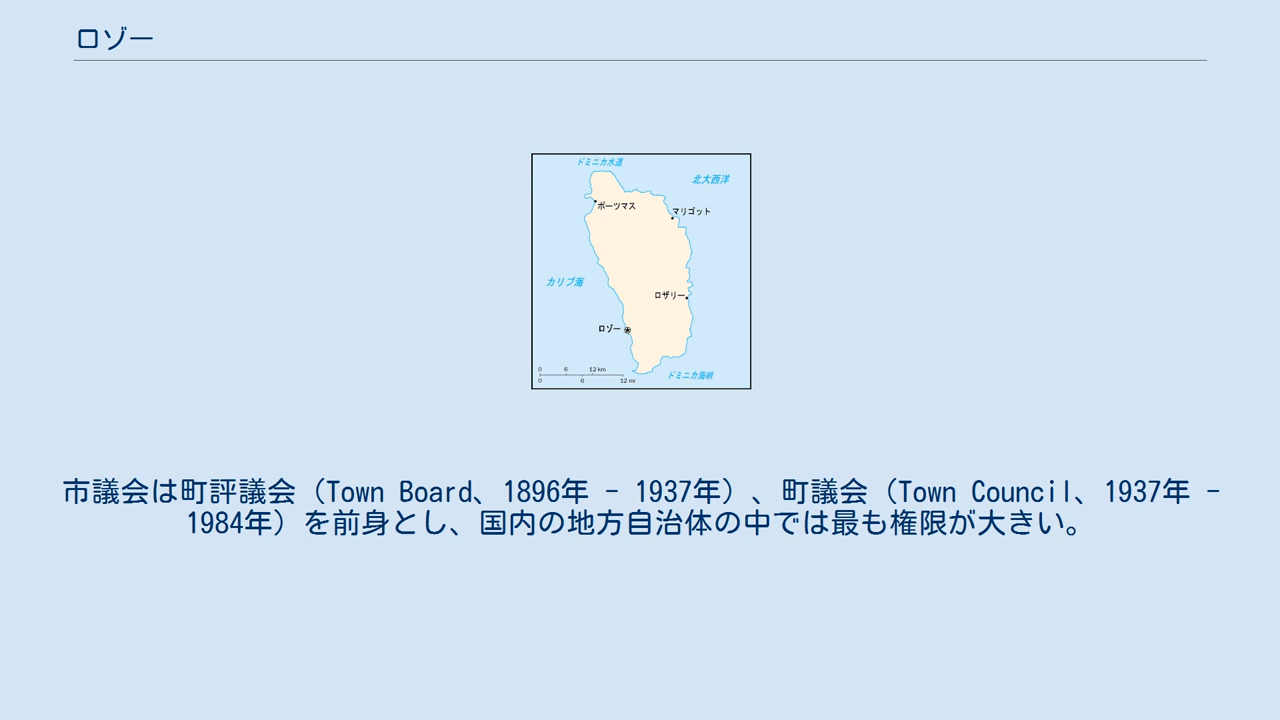 ロゾー
ドミニカ水道
北大西洋
ポーツマス
マリゴット
カリブ海
ロザリー
ロゾー
0 6 12 km
0 6 12 mi
ドミニカ海峡
市議会は町評議会（Town Board、1896年 - 1937年）、町議会（Town Council、1937年 -
1984年）を前身とし、国内の地方自治体の中では最も権限が大きい。